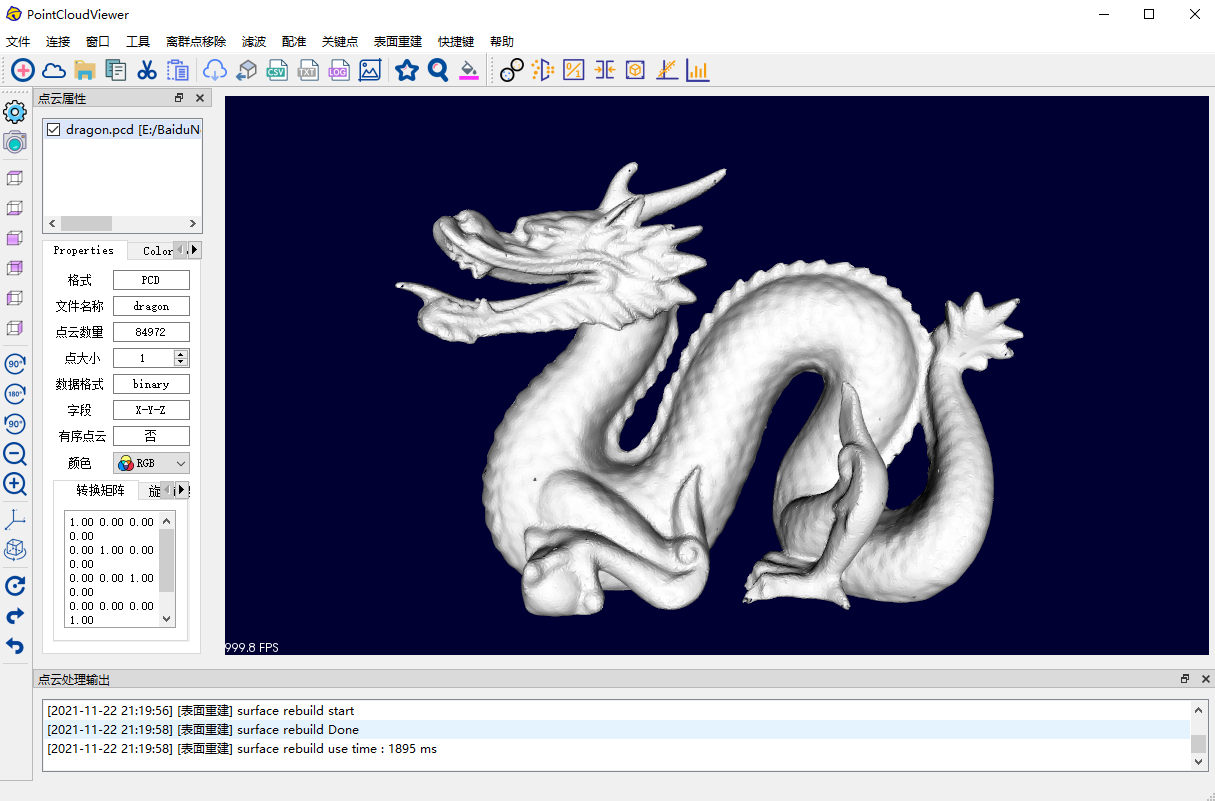 PointCloudViewer
文件 连接 窗口 工具 离群点移除 滤波 配准 关键点 表面重建 快捷键 帮助
CSV TXT LOG
点云属性
dragon.pcd [E:/BaiduN
Properties Color
格式 PCD
文件名称 dragon
点云数量 84972
点大小 1
数据格式 binary
字段 X-Y-Z
有序点云 否
颜色 RGB
转换矩阵 旋
1.00 0.00 0.00
0.00
0.00 1.00 0.00
0.00
0.00 0.00 1.00
0.00
0.00 0.00 0.00
1.00
90°
180°
90°
999.8 FPS
点云处理输出
[2021-11-22 21:19:56] [表面重建] surface rebuild start
[2021-11-22 21:19:58] [表面重建] surface rebuild Done
[2021-11-22 21:19:58] [表面重建] surface rebuild use time : 1895 ms